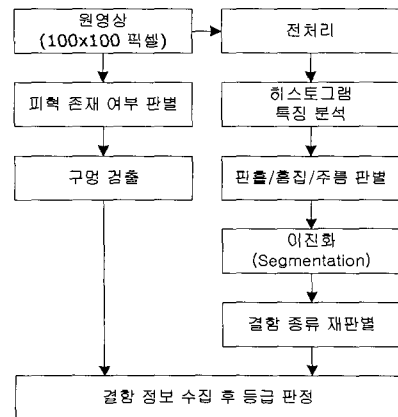 원영상
(100x100 픽셀)
전처리
피혁 존재 여부 판별
히스토그램
특징 분석
구멍 검출
핀홀/흠집/주름 판별
이진화
(Segmentation)
결함 종류 재판별
결함 정보 수집 후 등급 판정